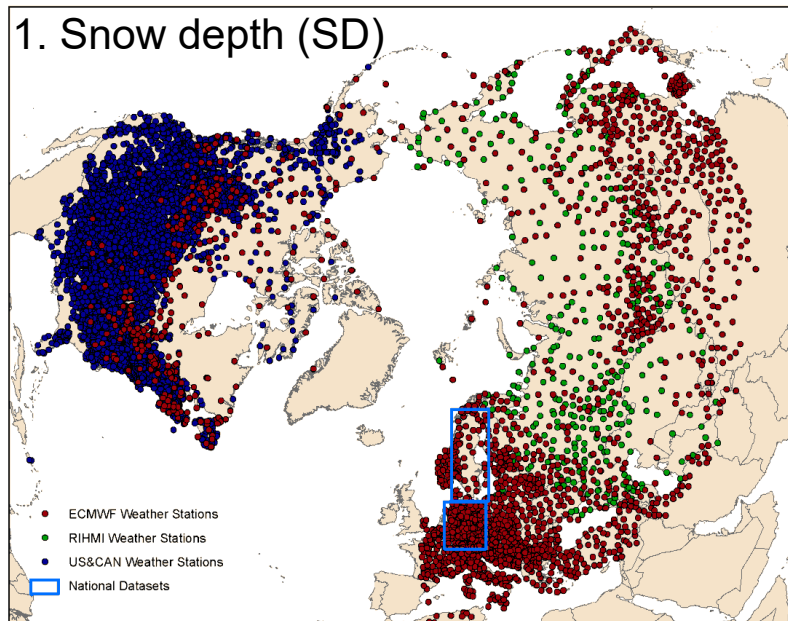 1. Snow depth (SD)
ECMWF Weather Stations
RIHMI Weather Stations
US&CAN Weather Stations
National Datasets